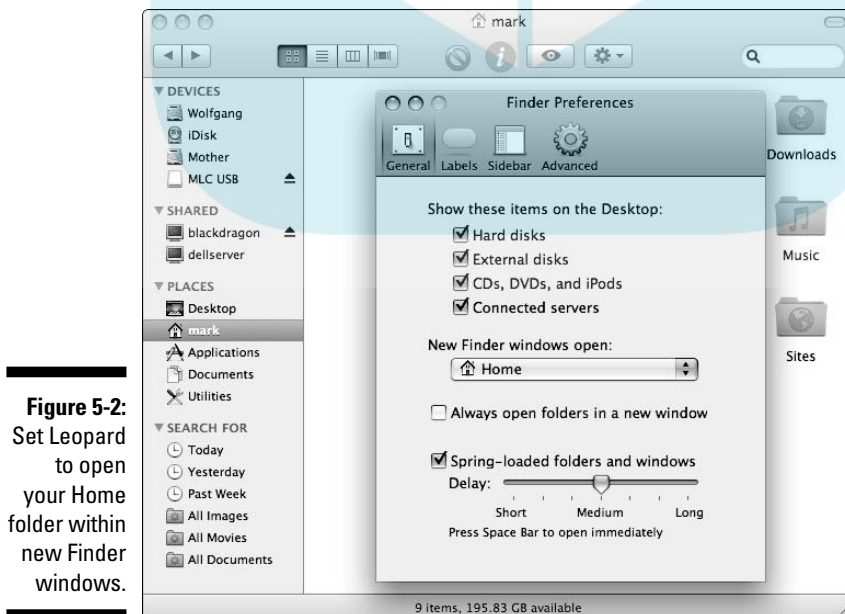 mark
DEVICES
Wolfgang
iDisk
Mother
MLC USB
SHARED
blackdragon
dellserver
PLACES
Desktop
mark
Applications
Documents
Utilities
SEARCH FOR
Today
Yesterday
Past Week
All Images
All Movies
All Documents
Finder Preferences
General Labels Sidebar Advanced
Show these items on the Desktop:
Hard disks
External disks
CDs, DVDs, and iPods
Connected servers
New Finder windows open:
Home
Always open folders in a new window
Spring-loaded folders and windows
Delay:
Short Medium Long
Press Space Bar to open immediately
Downloads
Music
Sites
9 items, 195.83 GB available
Figure 5-2:
Set Leopard
to open
your Home
folder within
new Finder
windows.